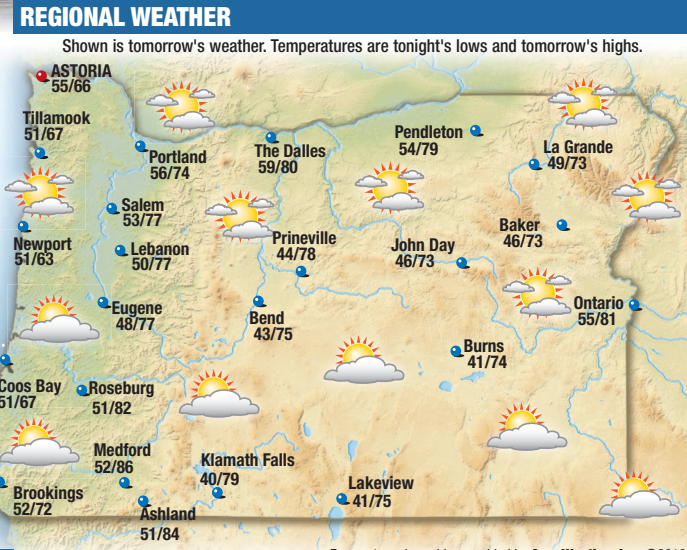 REGIONAL WEATHER
Shown is tomorrow's weather. Temperatures are tonight's lows and tomorrow's highs.
ASTORIA
55/66
Tillamook
51/67
Portland
56/74
The Dalles
59/80
Pendleton
54/79
La Grande
49/73
Salem
53/77
Newport
51/63
Lebanon
50/77
Prineville
44/78
John Day
46/73
Baker
46/73
Eugene
48/77
Bend
43/75
Ontario
55/81
Burns
41/74
Coos Bay
51/67
Roseburg
51/82
Medford
52/86
Klamath Falls
40/79
Lakeview
41/75
Brookings
52/72
Ashland
51/84